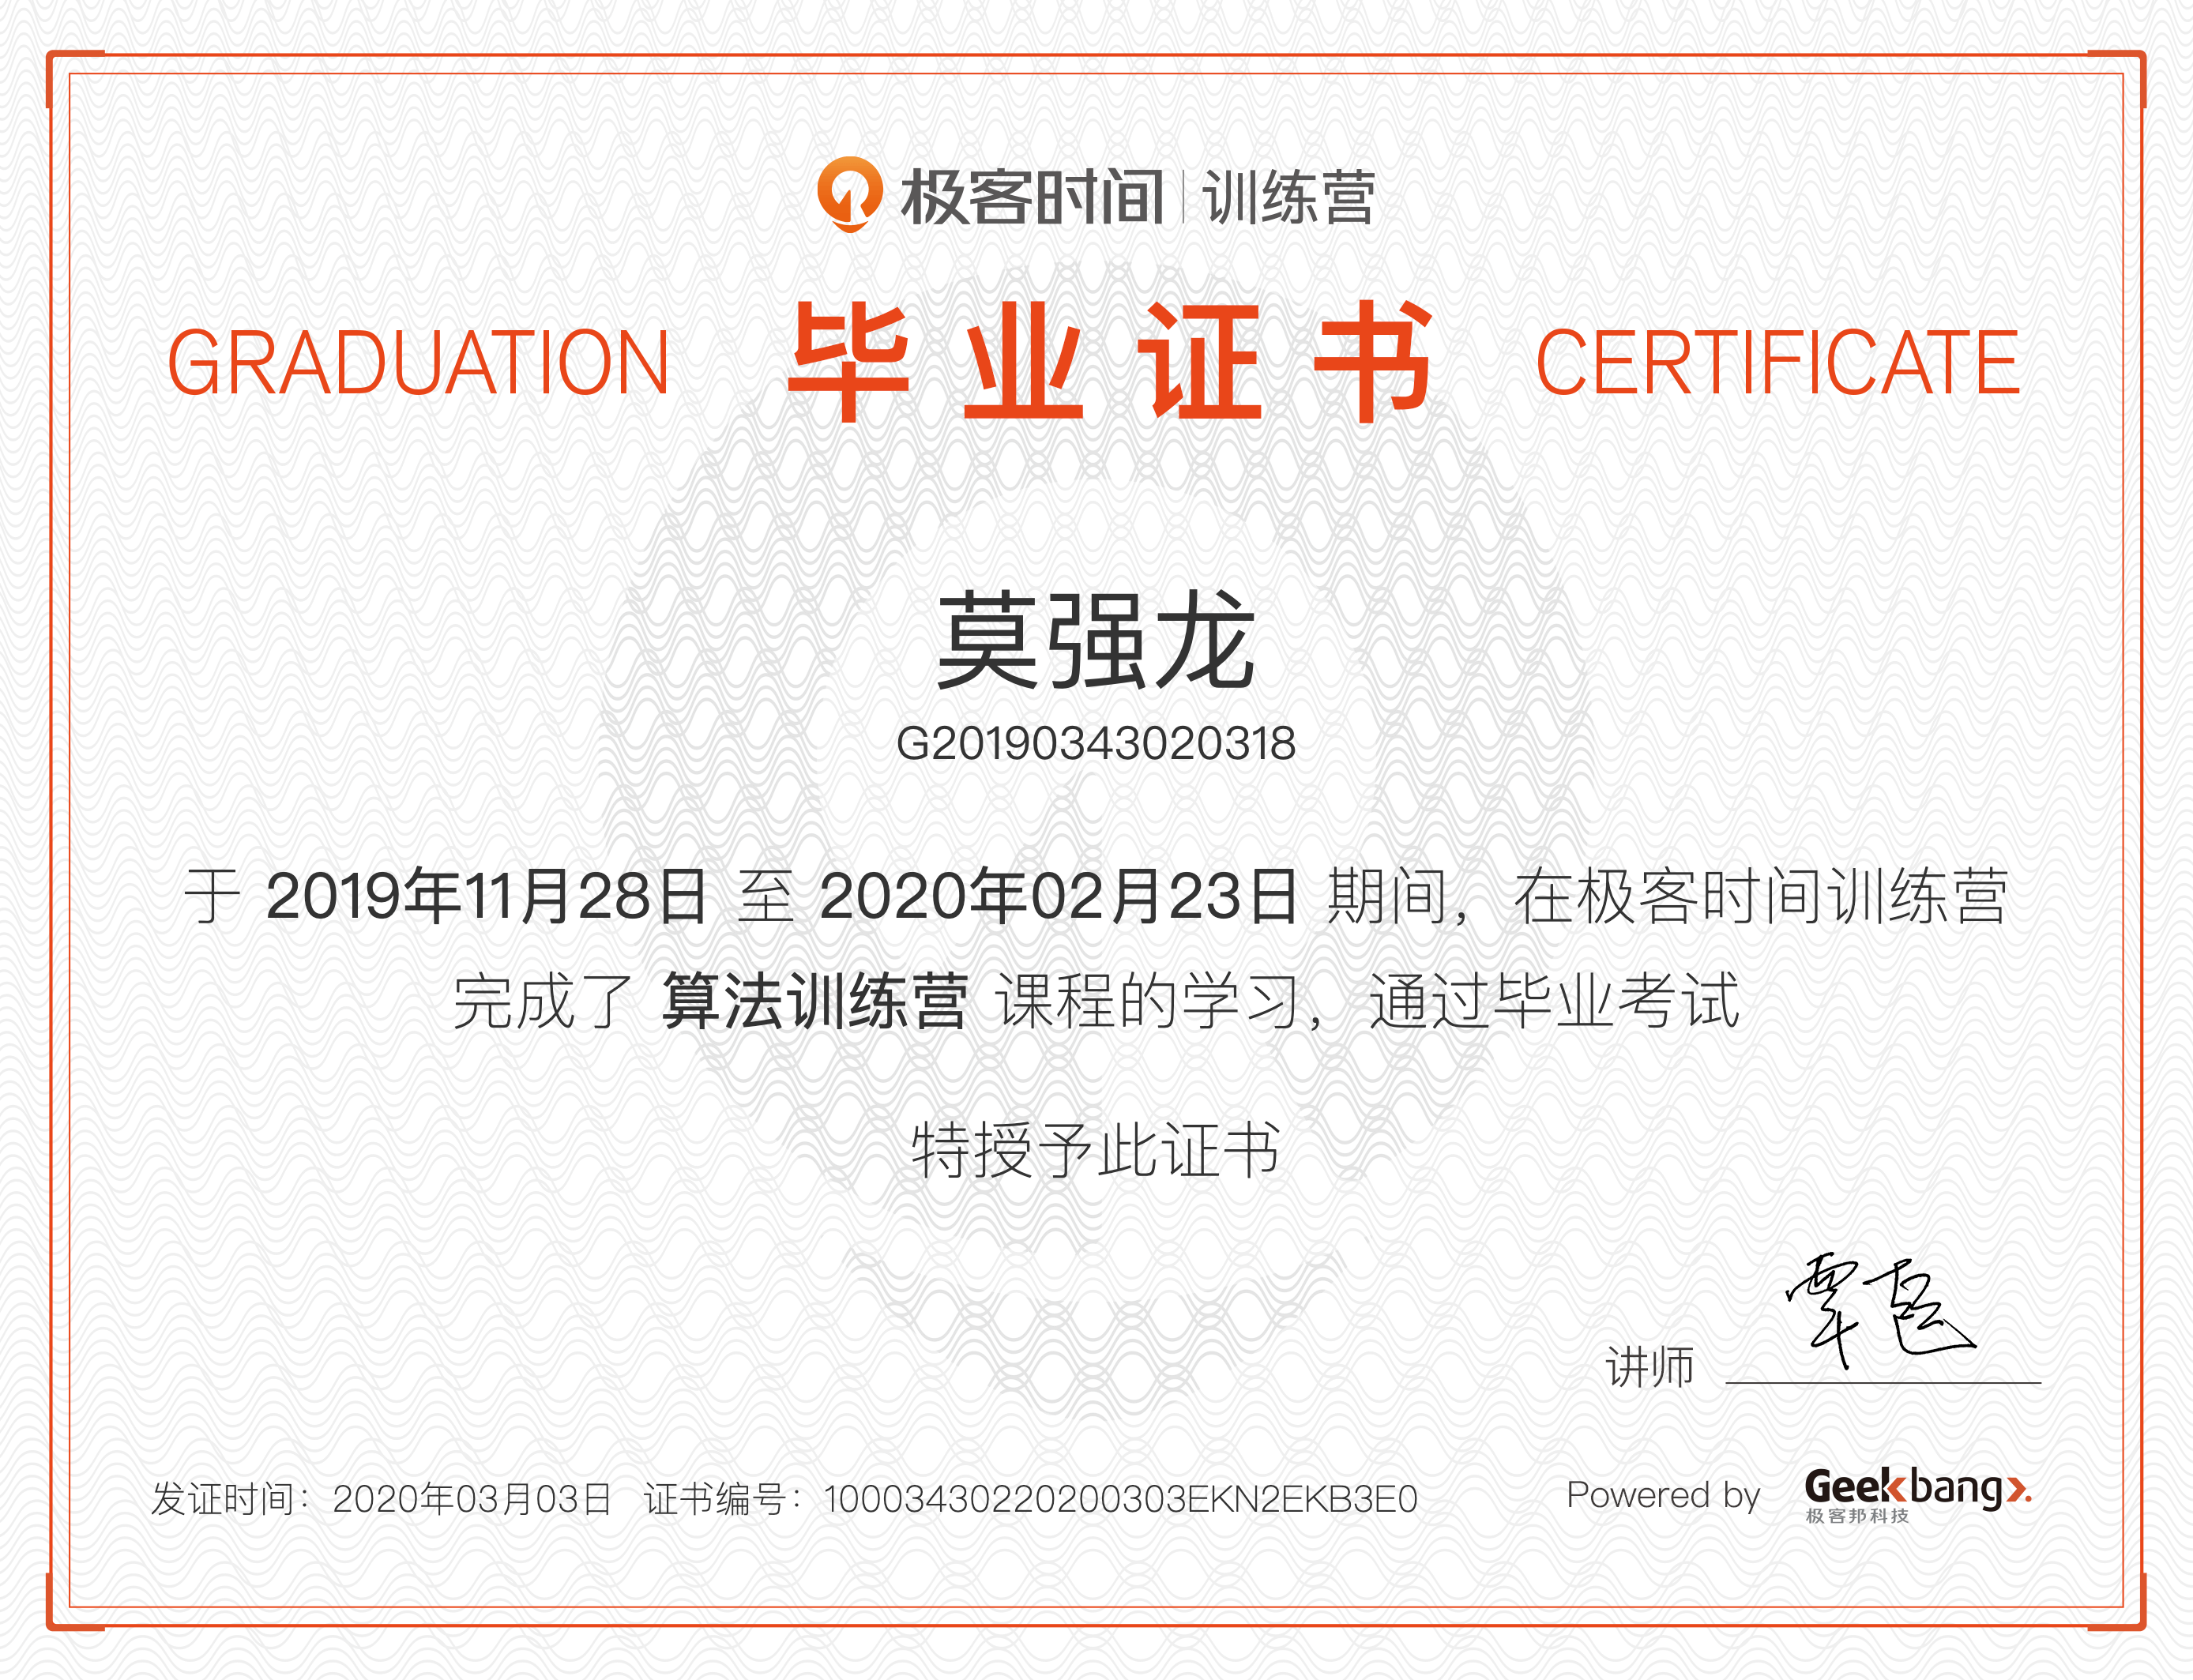 极客时间 | 训练营
GRADUATION 毕业证书 CERTIFICATE
莫强龙
G20190343020318
于 2019年11月28日 至 2020年02月23日 期间，在极客时间训练营
完成了 算法训练营 课程的学习，通过毕业考试
特授予此证书
讲师 覃超
发证时间：2020年03月03日 证书编号：10003430220200303EKN2EKB3E0 Powered by Geekbang>.
极客邦科技